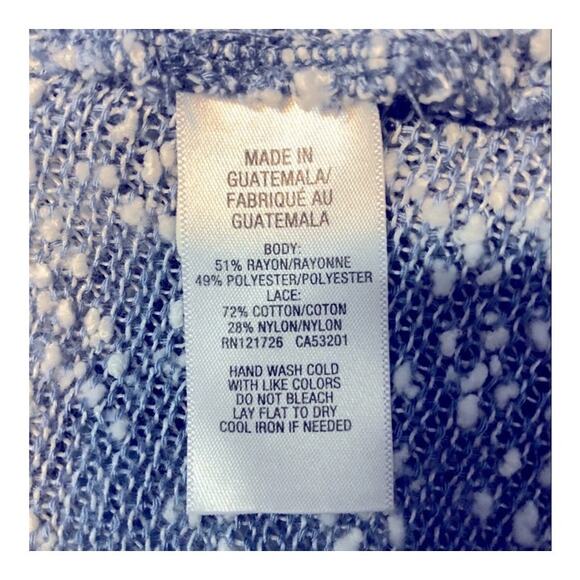 MADE IN
GUATEMALA/
FABRIQUÉ AU
GUATEMALA
BODY:
51% RAYON/RAYONNE
49% POLYESTER/POLYESTER
LACE:
72% COTTON/COTON
28% NYLON/NYLON
RN121726 CA53201
HAND WASH COLD
WITH LIKE COLORS
DO NOT BLEACH
LAY FLAT TO DRY
COOL IRON IF NEEDED